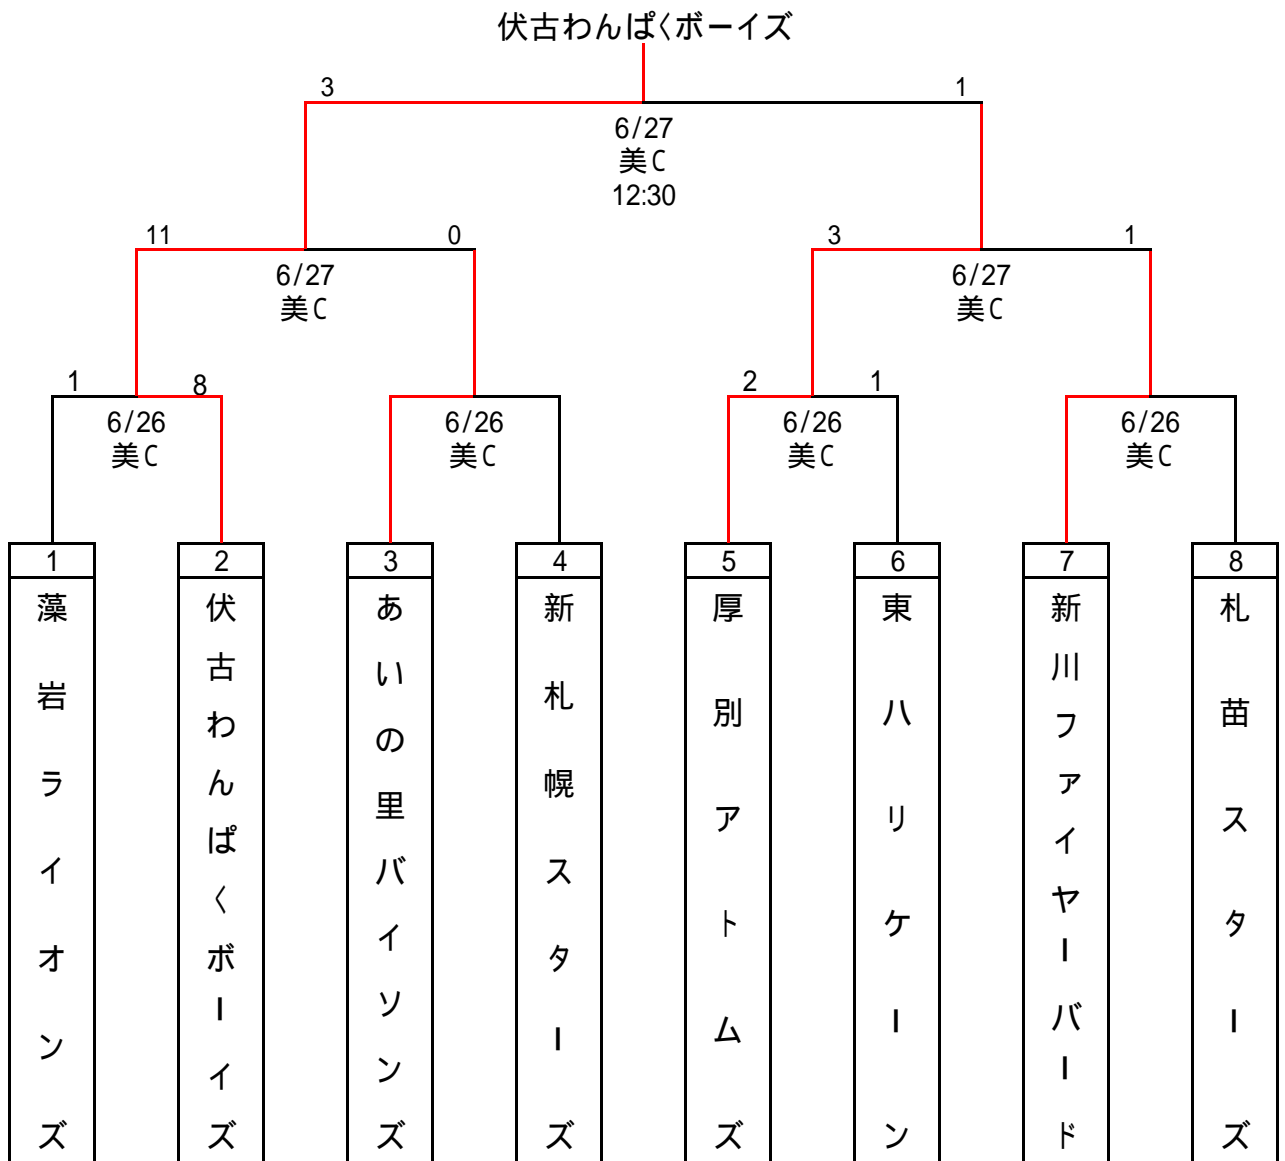 伏古わんぱくボーイズ
3 1
6/27
美C
12:30
11 0 3 1
6/27 6/27
美C 美C
1 8 2 1
6/26 6/26 6/26 6/26
美C 美C 美C 美C
1 2 3 4 5 6 7 8
藻岩ライオンズ
伏古わんぱくボーイズ
あいの里バイソンズ
新札幌スターズ
厚別アトムズ
東ハリケーン
新川ファイヤーバード
札苗スターズ